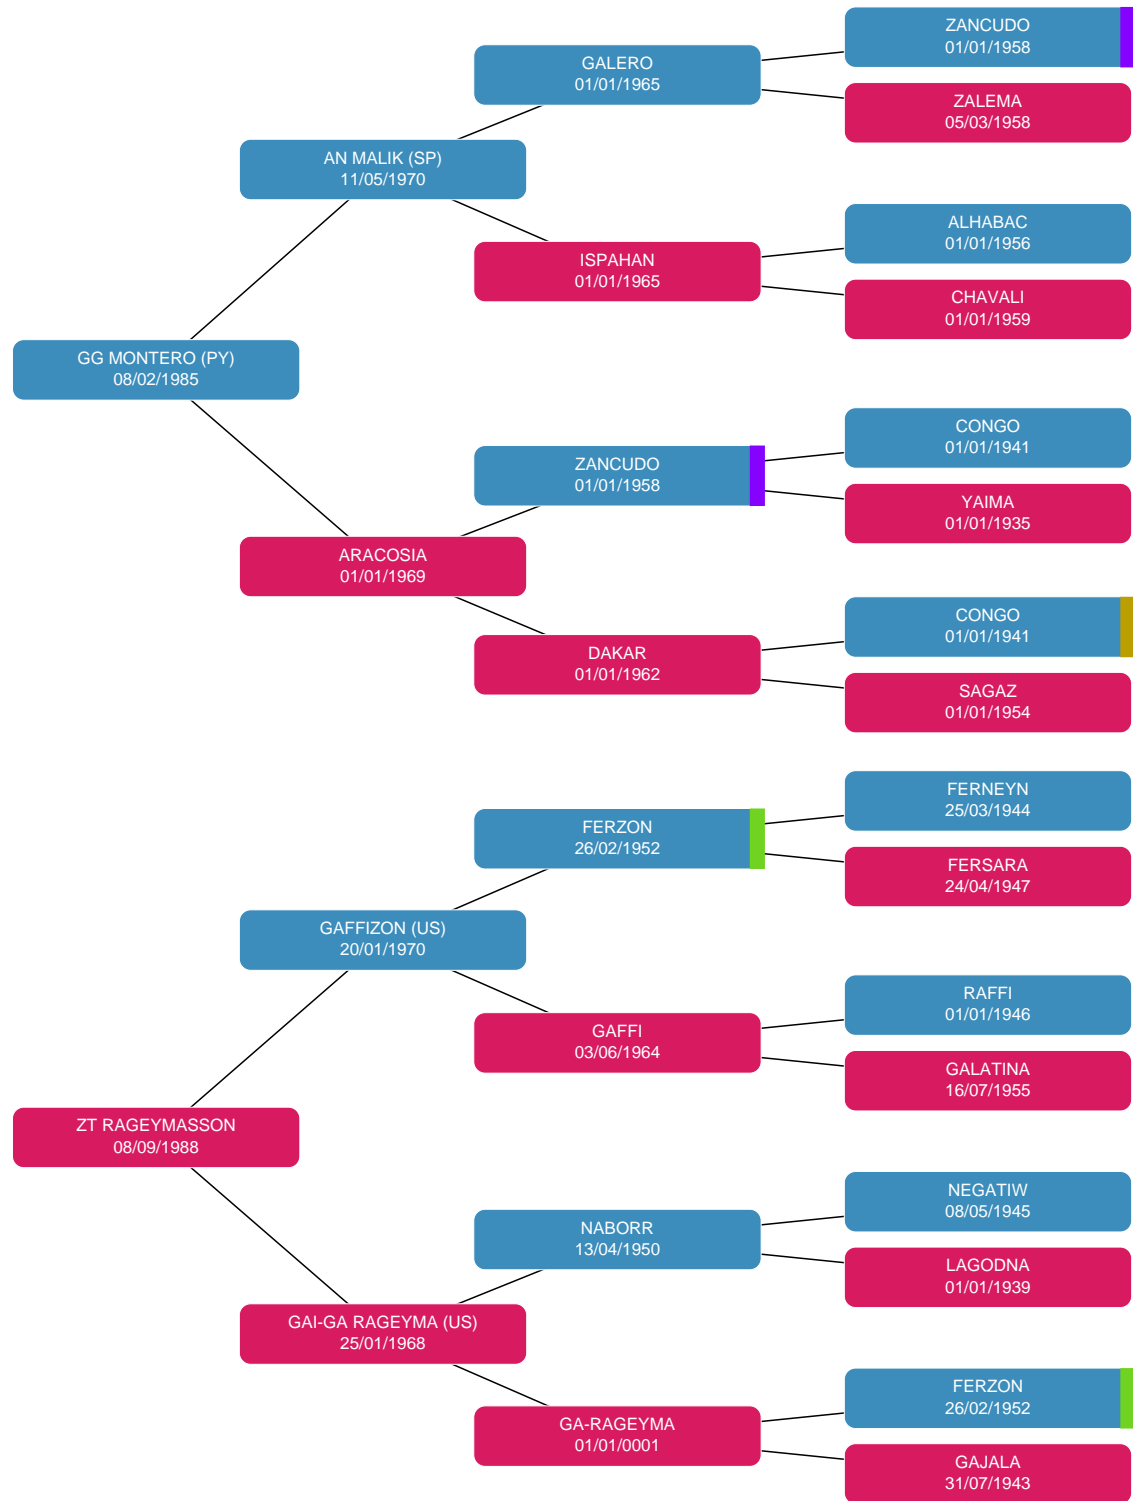 ZANCUDO
01/01/1958
GALERO
01/01/1965
ZALEMA
05/03/1958
AN MALIK (SP)
11/05/1970
ALHABAC
01/01/1956
ISPAHAN
01/01/1965
CHAVALI
01/01/1959
GG MONTERO (PY)
08/02/1985
CONGO
01/01/1941
ZANCUDO
01/01/1958
YAIMA
01/01/1935
ARACOSIA
01/01/1969
CONGO
01/01/1941
DAKAR
01/01/1962
SAGAZ
01/01/1954
FERNEYN
25/03/1944
FERZON
26/02/1952
FERSARA
24/04/1947
GAFFIZON (US)
20/01/1970
RAFFI
01/01/1946
GAFFI
03/06/1964
GALATINA
16/07/1955
ZT RAGEYMASSON
08/09/1988
NEGATIW
08/05/1945
NABORR
13/04/1950
LAGODNA
01/01/1939
GAI-GA RAGEYMA (US)
25/01/1968
FERZON
26/02/1952
GA-RAGEYMA
01/01/0001
GAJALA
31/07/1943